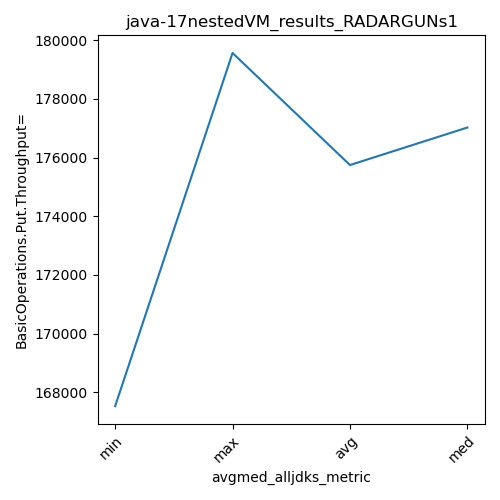 java-17nestedVM_results_RADARGUNs1
BasicOperations.Put.Throughput=
180000
178000
176000
174000
172000
170000
168000
min
max
avg
med
avgmed_alljdks_metric